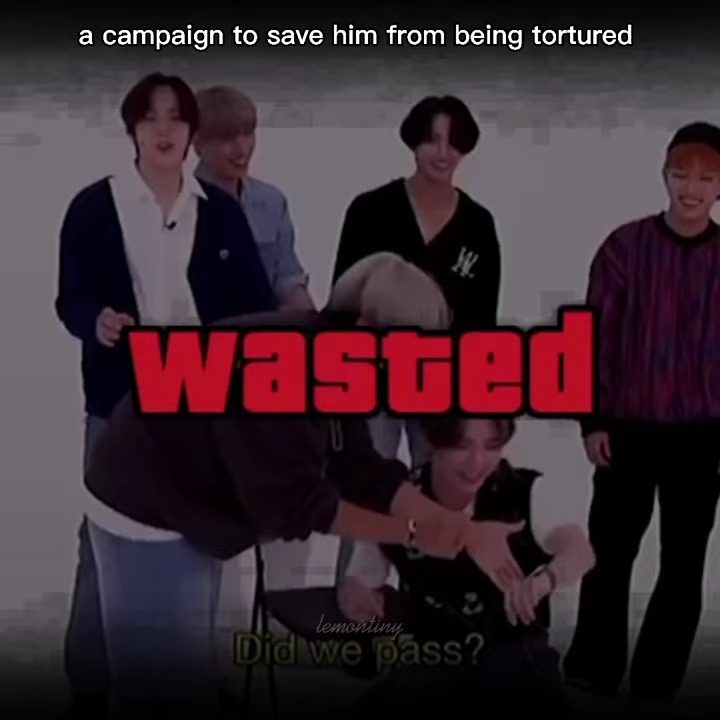 a campaign to save him from being tortured
wasted
lemontiny
Did we pass?